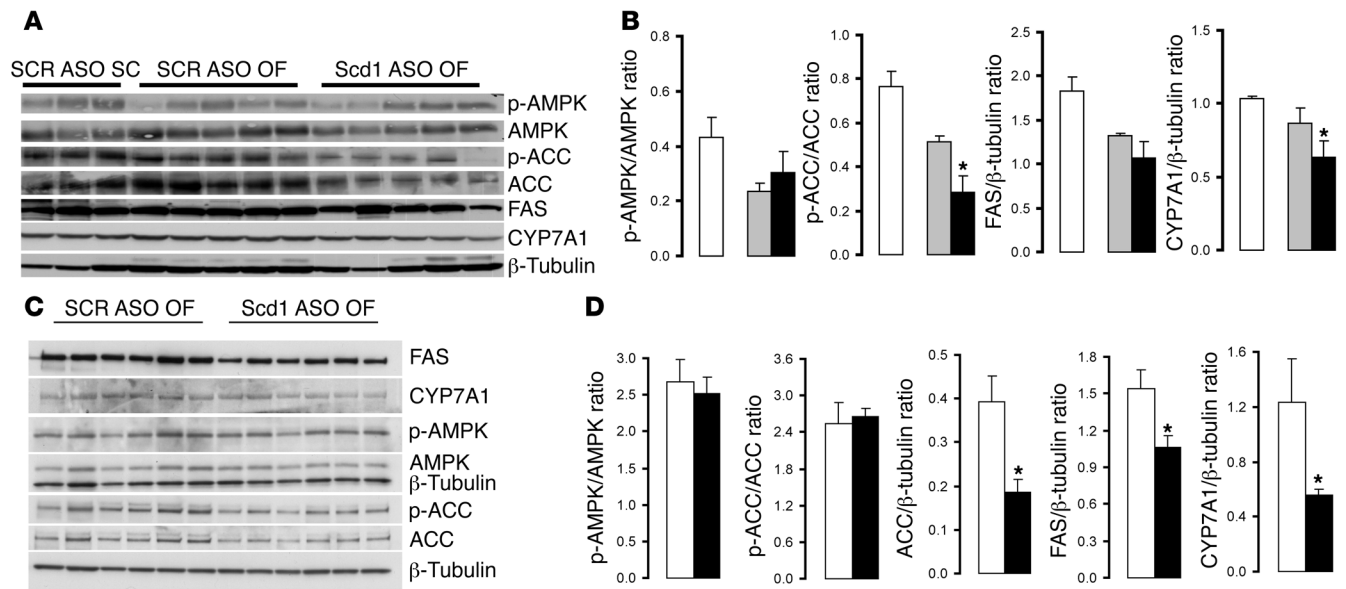 A
SCR ASO SC SCR ASO OF Scd1 ASO OF
p-AMPK
AMPK
p-ACC
ACC
FAS
CYP7A1
β-Tubulin
B
p-AMPK/AMPK ratio
0.8
0.6
0.4
0.2
0.0
p-ACC/ACC ratio
1.0
0.8
0.6
0.4
0.2
0.0
*
FAS/β-tubulin ratio
2.5
2.0
1.5
1.0
0.5
0.0
CYP7A1/β-tubulin ratio
1.5
1.0
0.5
0.0
*
C
SCR ASO OF Scd1 ASO OF
FAS
CYP7A1
p-AMPK
AMPK
β-Tubulin
p-ACC
ACC
β-Tubulin
D
p-AMPK/AMPK ratio
3.0
2.5
2.0
1.5
1.0
0.5
0.0
p-ACC/ACC ratio
3.6
3.0
2.4
1.8
1.2
0.6
0.0
ACC/β-tubulin ratio
0.5
0.4
0.3
0.2
0.1
0.0
*
FAS/β-tubulin ratio
1.8
1.5
1.2
0.9
0.6
0.3
0.0
*
CYP7A1/β-tubulin ratio
1.6
1.2
0.8
0.4
0.0
*